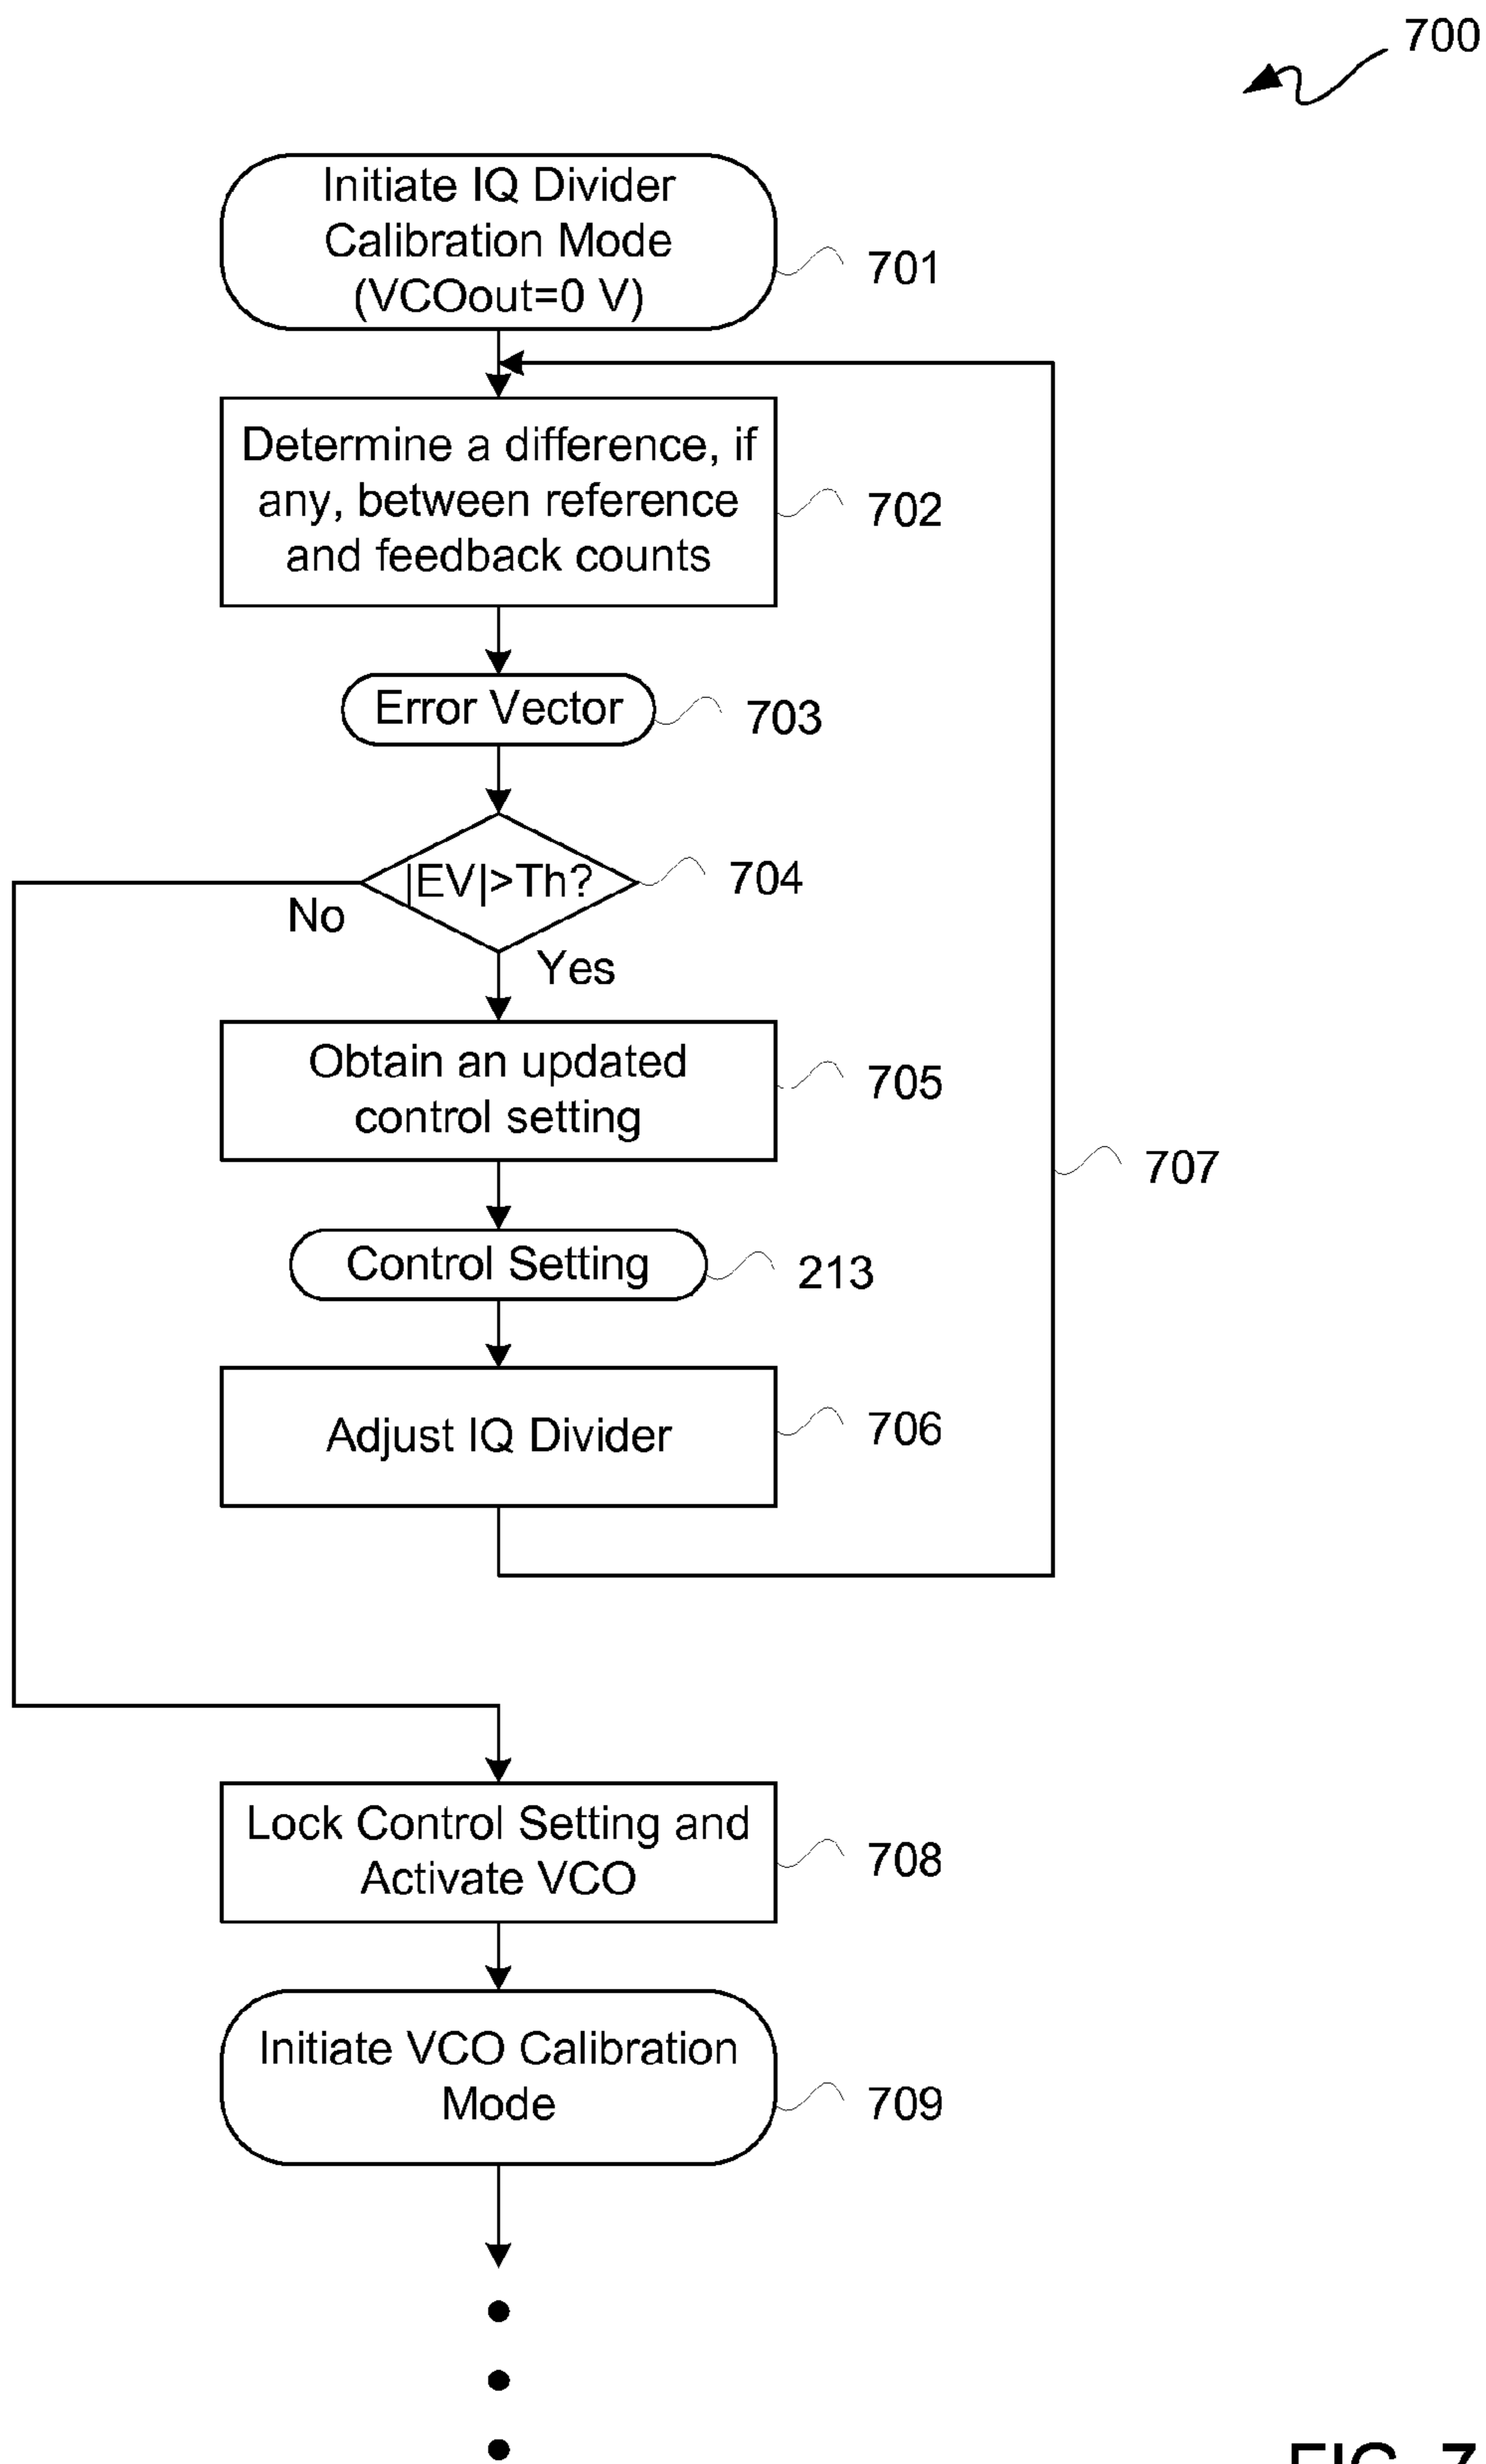 700
Initiate IQ Divider
Calibration Mode
(VCOout=0 V)
701
Determine a difference, if
any, between reference
and feedback counts
702
Error Vector
703
|EV|>Th?
704
No
Yes
Obtain an updated
control setting
705
707
Control Setting
213
Adjust IQ Divider
706
Lock Control Setting and
Activate VCO
708
Initiate VCO Calibration
Mode
709
FIG. 7